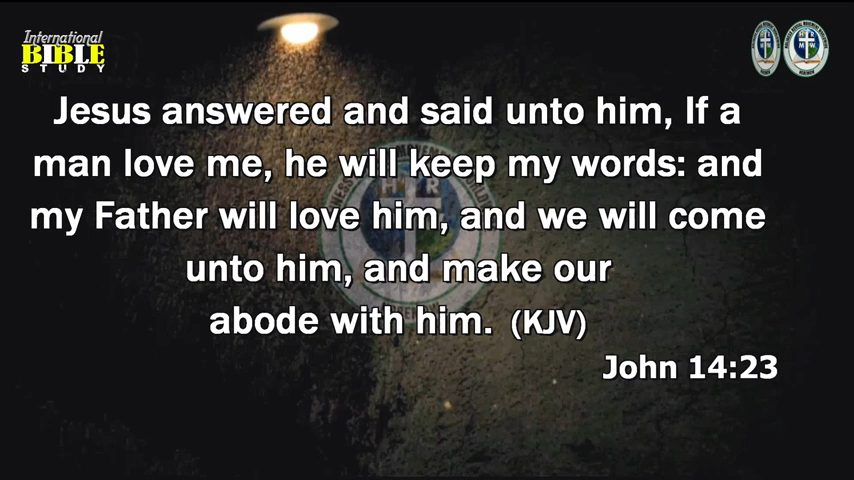 International
BIBLE
STUDY
Jesus answered and said unto him, If a
man love me, he will keep my words: and
my Father will love him, and we will come
unto him, and make our
abode with him. (KJV)
John 14:23